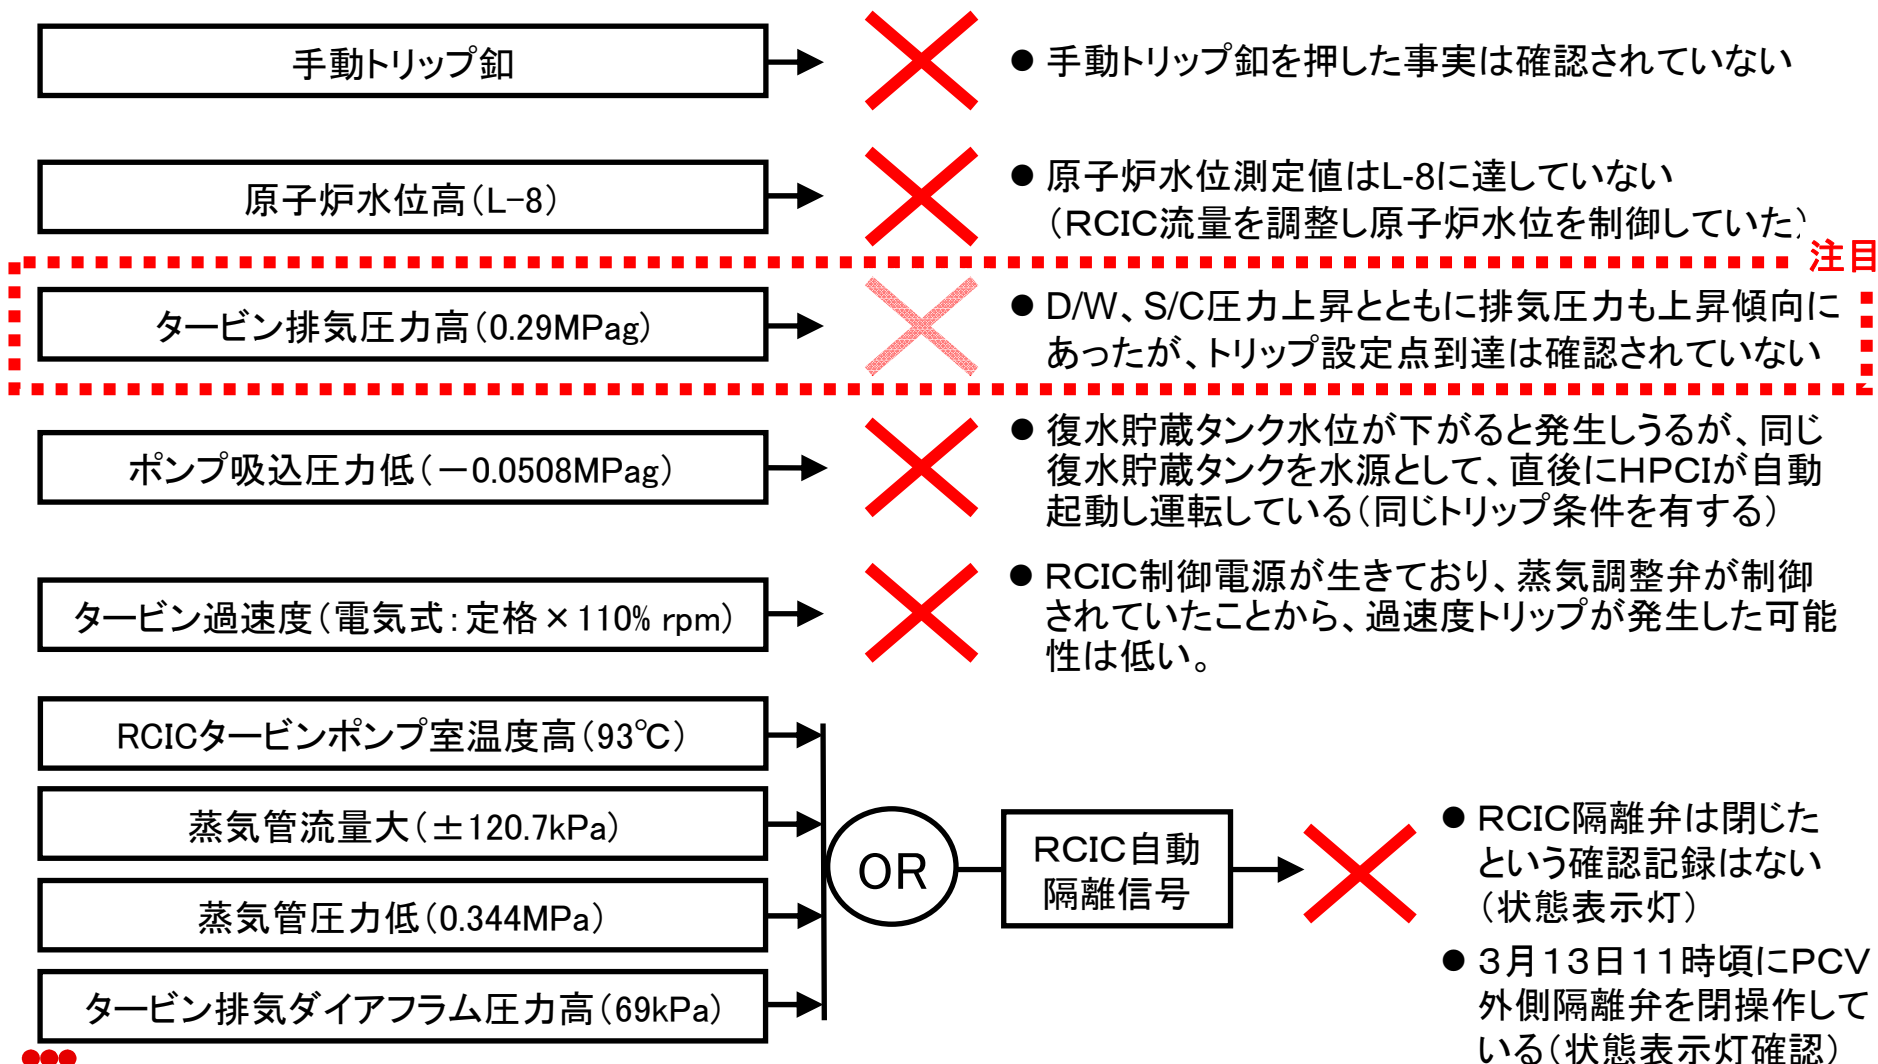 手動トリップ釦
● 手動トリップ釦を押した事実は確認されていない
原子炉水位高(L-8)
● 原子炉水位測定値はL-8に達していない
(RCIC流量を調整し原子炉水位を制御していた)
注目
タービン排気圧力高(0.29MPag)
● D/W、S/C圧力上昇とともに排気圧力も上昇傾向に
あったが、トリップ設定点到達は確認されていない
ポンプ吸込圧力低(-0.0508MPag)
● 復水貯蔵タンク水位が下がると発生しうるが、同じ
復水貯蔵タンクを水源として、直後にHPCIが自動
起動し運転している(同じトリップ条件を有する)
タービン過速度(電気式:定格×110% rpm)
● RCIC制御電源が生きており、蒸気調整弁が制御
されていたことから、過速度トリップが発生した可能
性は低い。
RCICタービンポンプ室温度高(93℃)
蒸気管流量大(±120.7kPa)
蒸気管圧力低(0.344MPa)
タービン排気ダイアフラム圧力高(69kPa)
OR
RCIC自動
隔離信号
● RCIC隔離弁は閉じた
という確認記録はない
(状態表示灯)
● 3月13日11時頃にPCV
外側隔離弁を閉操作して
いる(状態表示灯確認)